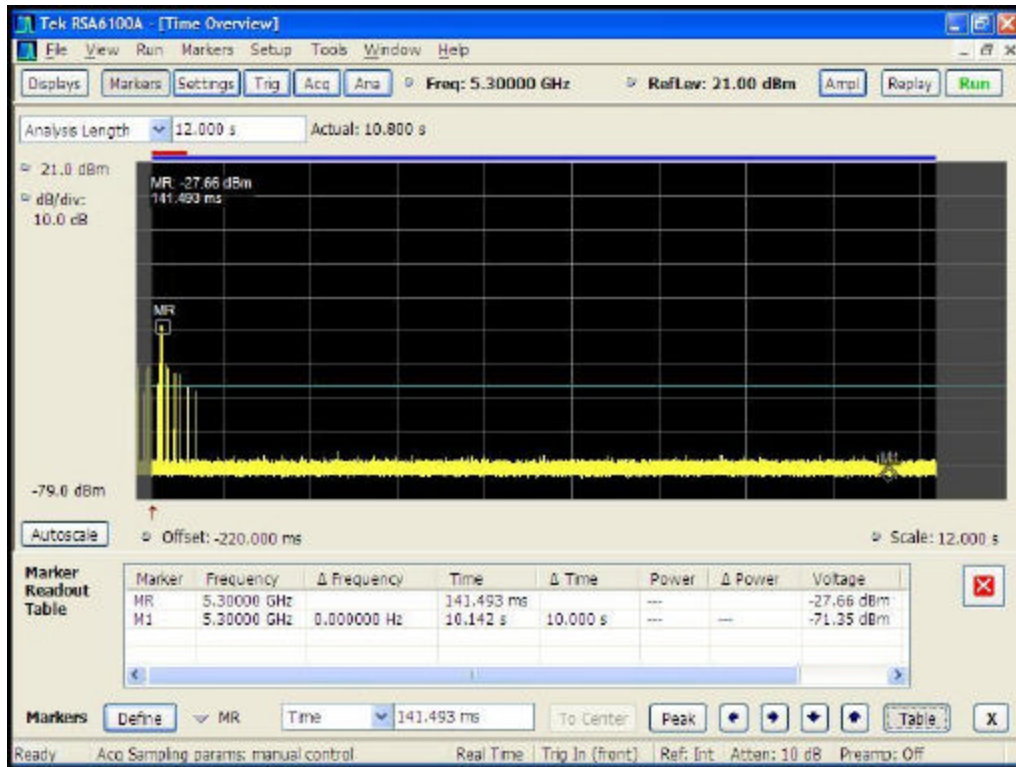 Tek RSA6100A - [Time Overview]
File View Run Markers Setup Tools Window Help
Displays Markers Settings Trig Acq Ana Freq: 5.30000 GHz RefLev: 21.00 dBm Ampl Replay Run
Analysis Length 12.000 s Actual: 10.800 s
21.0 dBm
dB/div:
10.0 dB
MR: -27.66 dBm
141.493 ms
MR
M1
-79.0 dBm
Autoscale Offset: -220.000 ms Scale: 12.000 s
Marker Readout Table
Marker Frequency Δ Frequency Time Δ Time Power Δ Power Voltage
MR 5.30000 GHz 141.493 ms --- -27.66 dBm
M1 5.30000 GHz 0.000000 Hz 10.142 s 10.000 s --- --- -71.35 dBm
Markers Define MR Time 141.493 ms To Center Peak Table X
Ready Acq Sampling params: manual control Real Time Trig In (front) Ref: Int Atten: 10 dB Preamp: Off